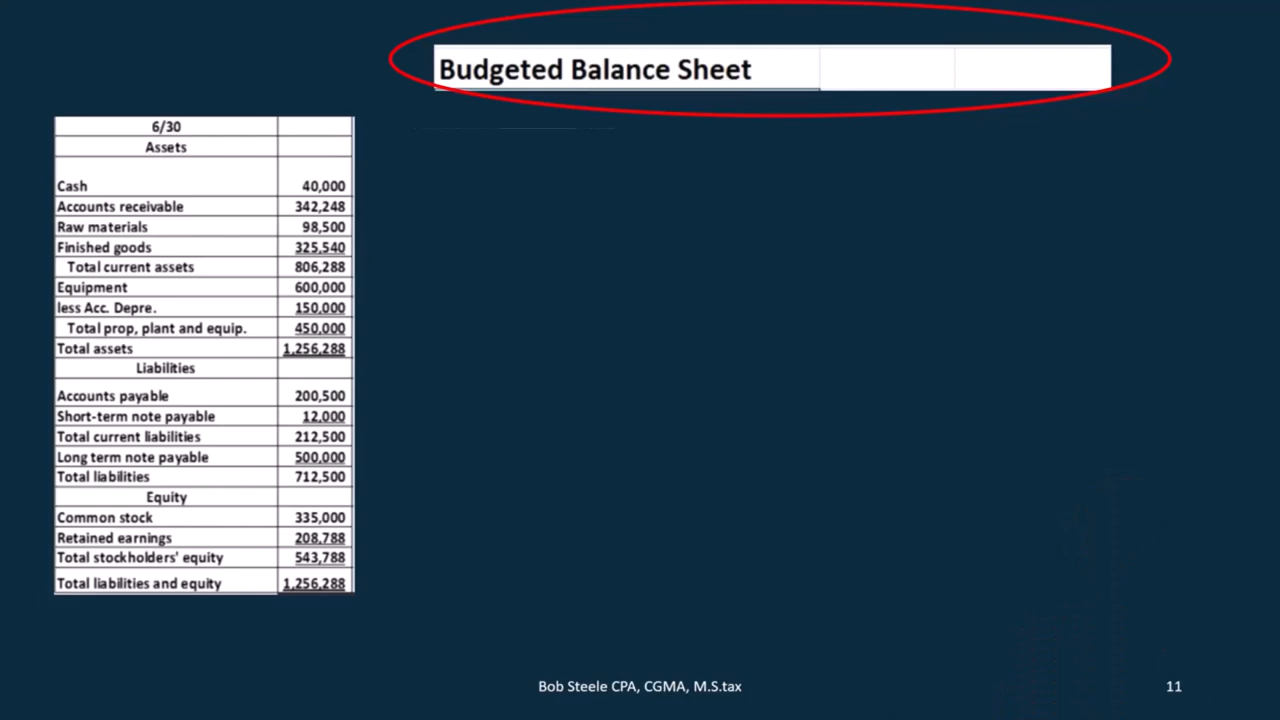 Budgeted Balance Sheet
6/30
Assets
Cash 40,000
Accounts receivable 342,248
Raw materials 98,500
Finished goods 325,540
Total current assets 806,288
Equipment 600,000
less Acc. Depre. 150,000
Total prop, plant and equip. 450,000
Total assets 1,256,288
Liabilities
Accounts payable 200,500
Short-term note payable 12,000
Total current liabilities 212,500
Long term note payable 500,000
Total liabilities 712,500
Equity
Common stock 335,000
Retained earnings 208,788
Total stockholders' equity 543,788
Total liabilities and equity 1,256,288
Bob Steele CPA, CGMA, M.S.tax
11